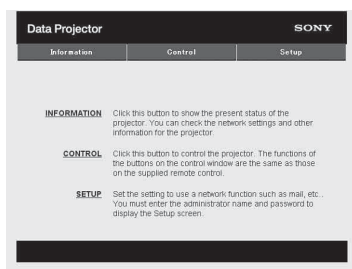 Data Projector SONY
Information Control Setup
INFORMATION Click this button to show the present status of the
projector. You can check the network settings and other
information for the projector.
CONTROL Click this button to control the projector. The functions of
the buttons on the control window are the same as those
on the supplied remote control.
SETUP Set the setting to use a network function such as mail, etc..
You must enter the administrator name and password to
display the Setup screen.